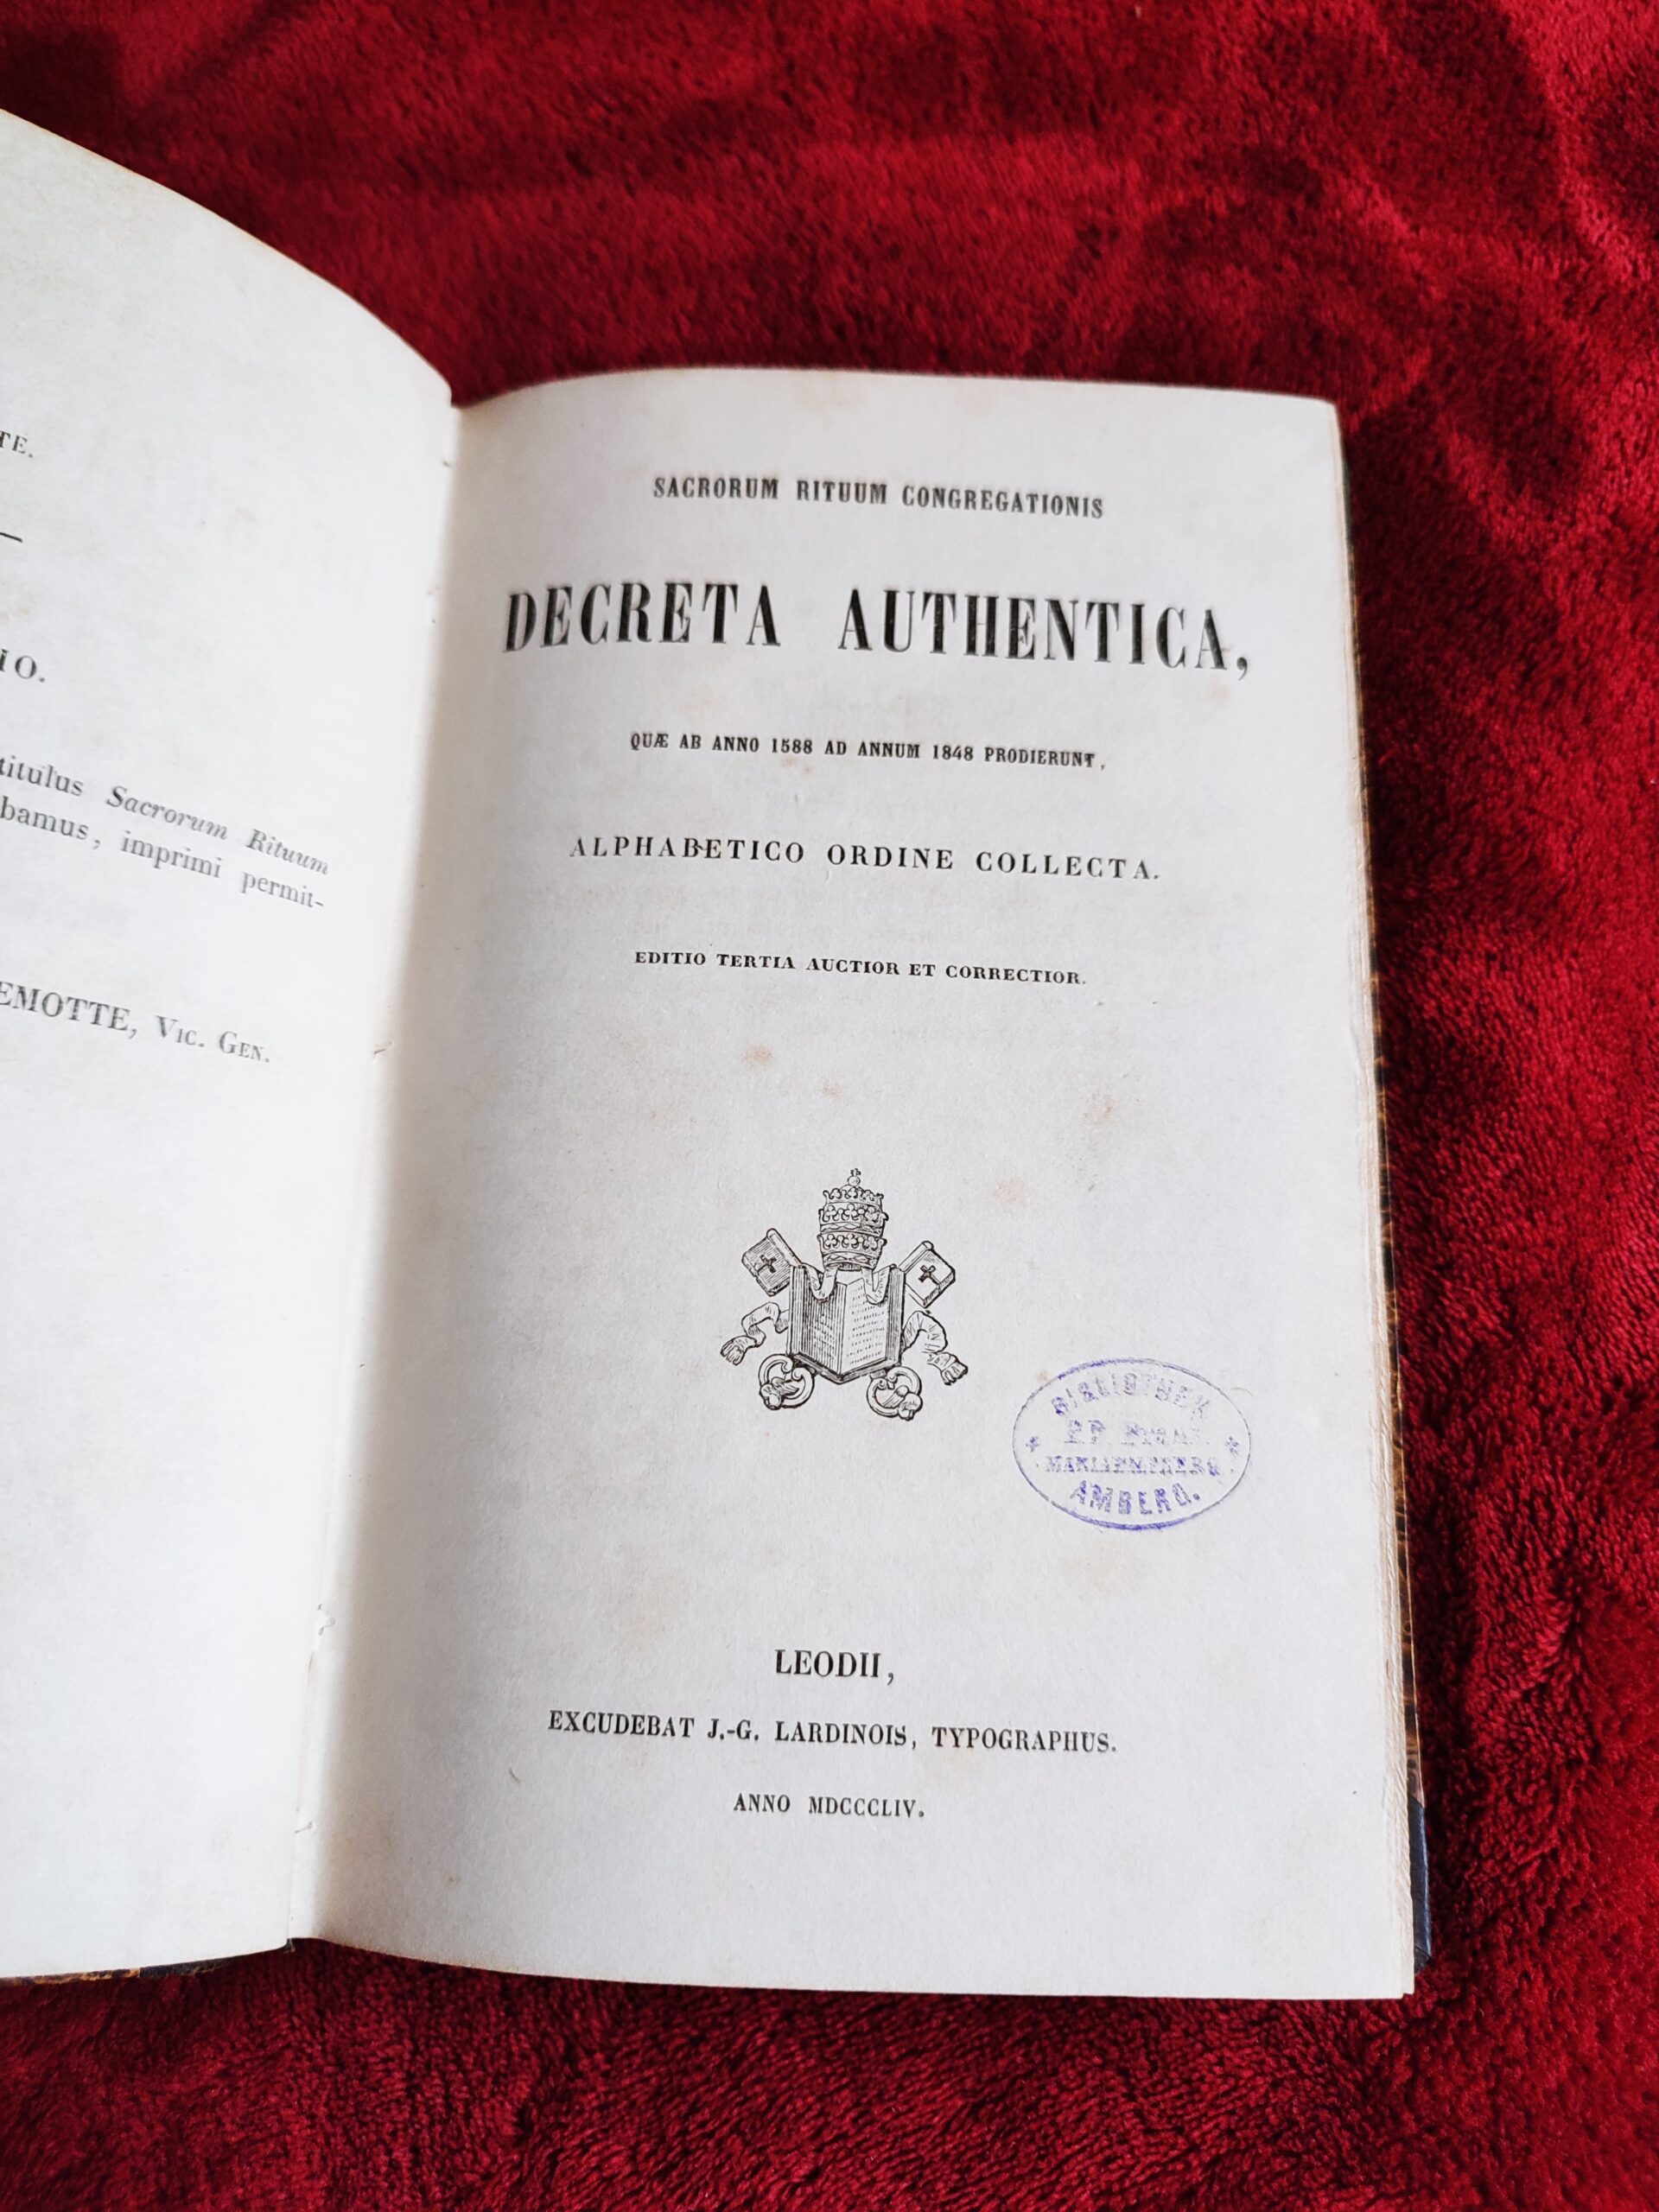 TE.
IO.
titulus Sacrorum Rituum
bamus, imprimi permit-
EMOTTE, Vic. Gen.
SACRORUM RITUUM CONGREGATIONIS
DECRETA AUTHENTICA,
QUÆ AB ANNO 1588 AD ANNUM 1848 PRODIERUNT,
ALPHABETICO ORDINE COLLECTA.
EDITIO TERTIA AUCTIOR ET CORRECTIOR.
BIBLIOTHEK
PP.
AMBERG.
LEODII,
EXCUDEBAT J.-G. LARDINOIS, TYPOGRAPHUS.
ANNO MDCCCLIV.